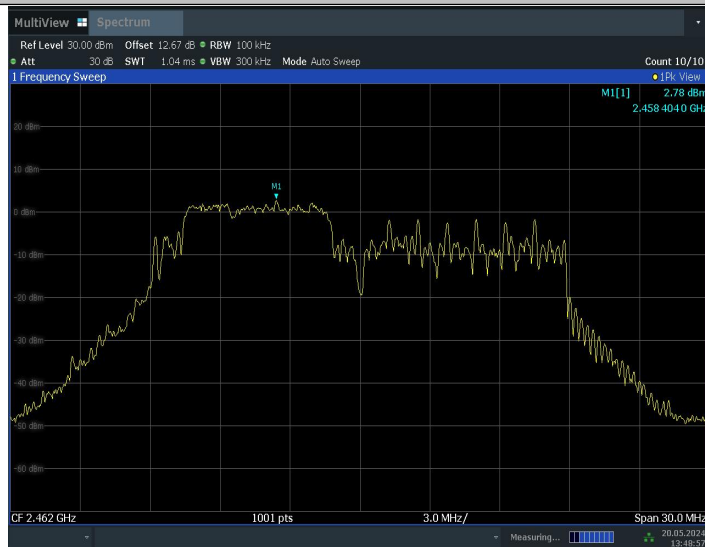 MultiView Spectrum
Ref Level 30.00 dBm Offset 12.67 dB RBW 100 kHz
Att 30 dB SWT 1.04 ms VBW 300 kHz Mode Auto Sweep Count 10/10
1 Frequency Sweep 1Pk View
M1[1] 2.78 dBm
2.458 404 0 GHz
20 dBm
10 dBm
M1
0 dBm
-10 dBm
-20 dBm
-30 dBm
-40 dBm
-50 dBm
-60 dBm
CF 2.462 GHz 1001 pts 3.0 MHz/ Span 30.0 MHz
Measuring... 20.05.2024
13:48:57